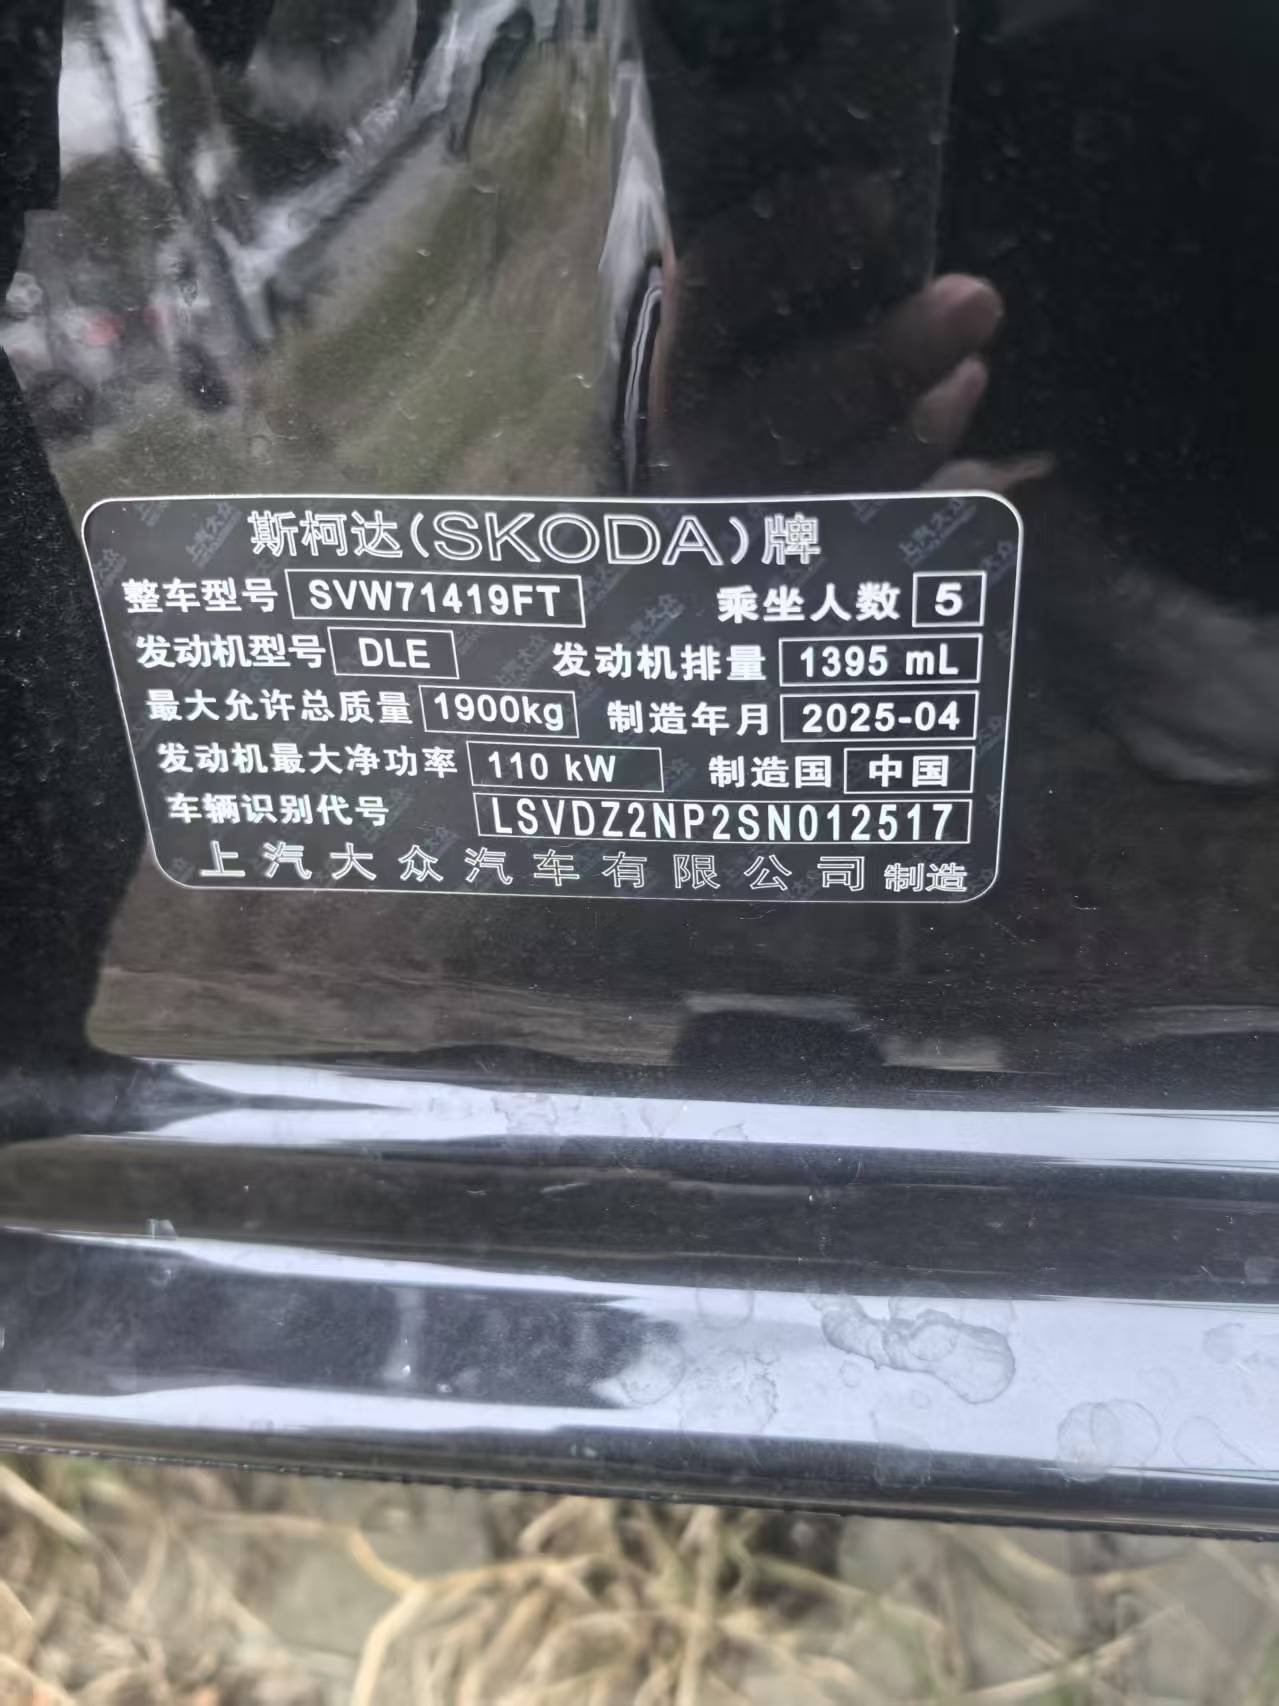 斯柯达(SKODA)牌
整车型号 SVW71419FT 乘坐人数 5
发动机型号 DLE 发动机排量 1395 mL
最大允许总质量 1900kg 制造年月 2025-04
发动机最大净功率 110 kW 制造国 中国
车辆识别代号 LSVDZ2NP2SN012517
上汽大众汽车有限公司 制造